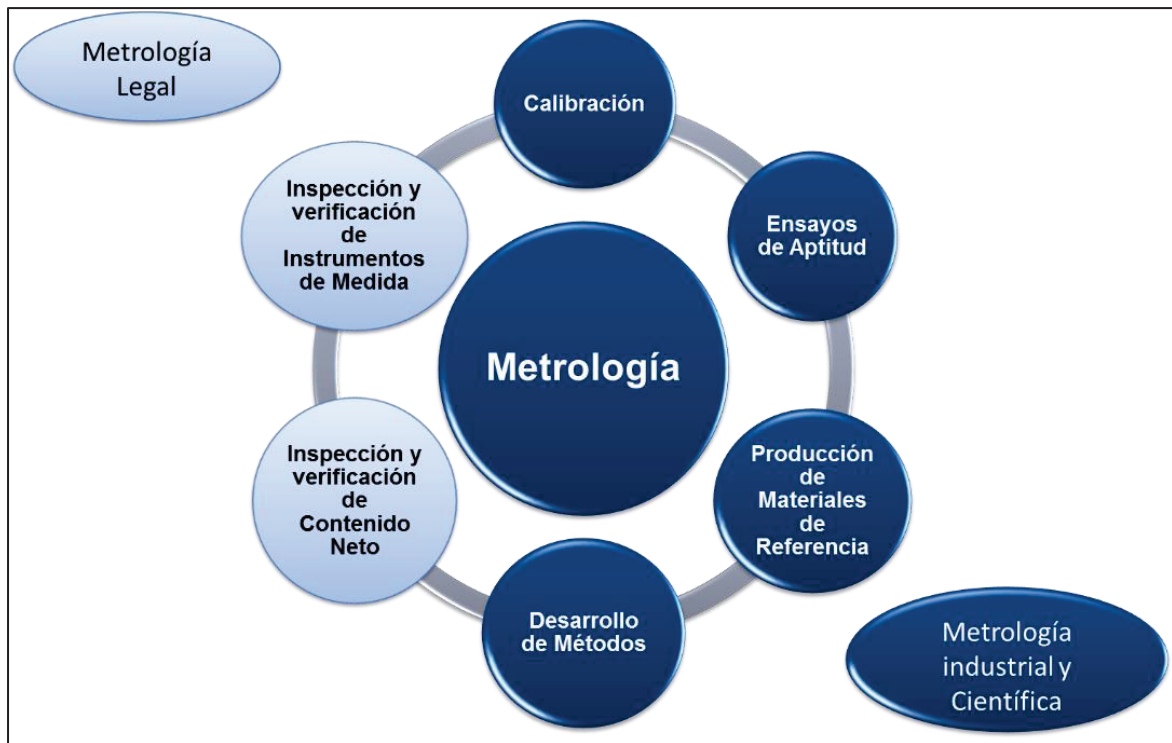 Metrología
Legal
Calibración
Inspección y
verificación
de
Instrumentos
de Medida
Ensayos
de Aptitud
Metrología
Inspección y
verificación
de
Contenido
Neto
Producción
de
Materiales
de
Referencia
Desarrollo
de Métodos
Metrología
industrial y
Científica